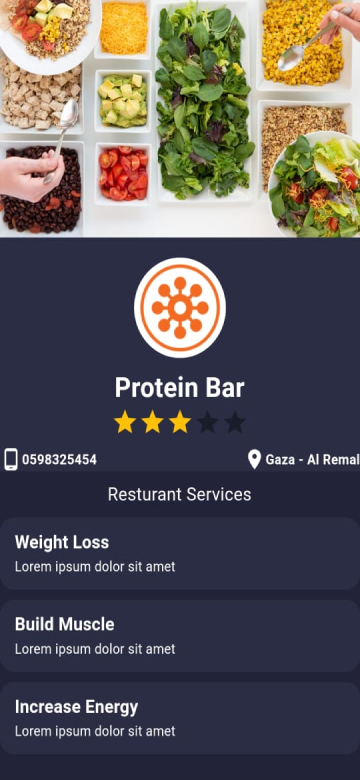 Protein Bar
0598325454
Gaza - Al Remal
Resturant Services
Weight Loss
Lorem ipsum dolor sit amet
Build Muscle
Lorem ipsum dolor sit amet
Increase Energy
Lorem ipsum dolor sit amet